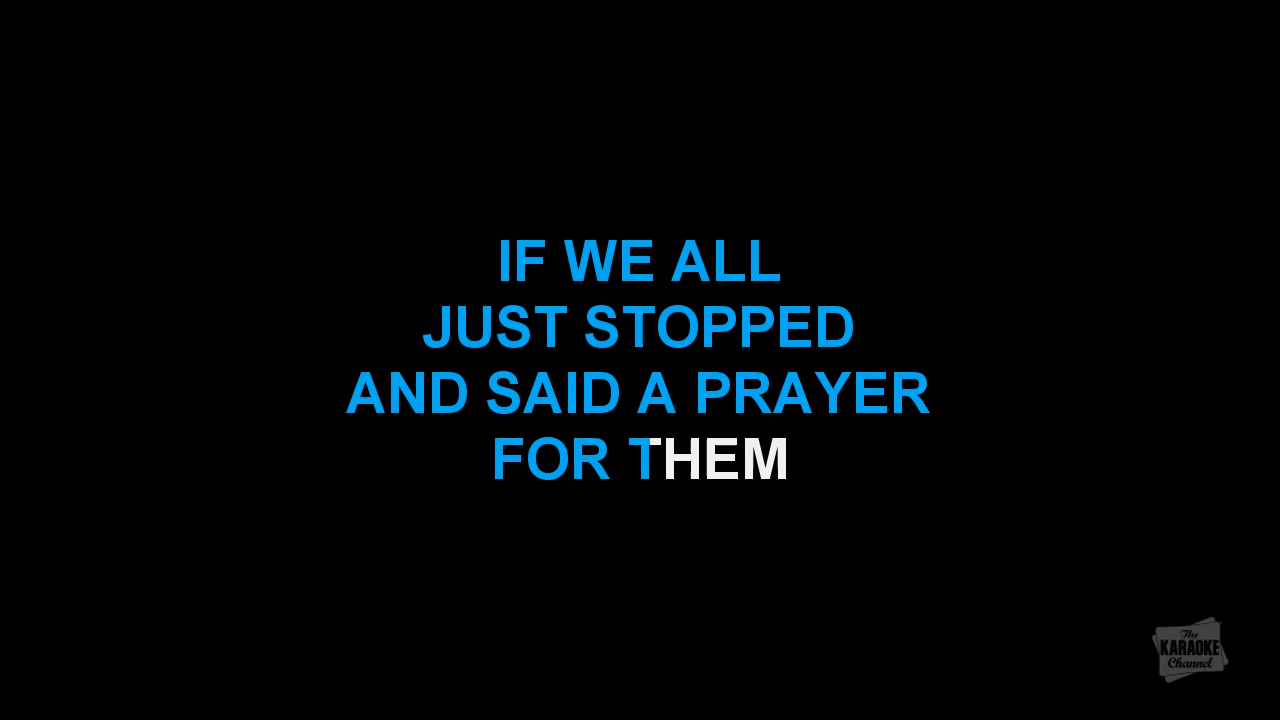 IF WE ALL
JUST STOPPED
AND SAID A PRAYER
FOR THEM
The
KARAOKE
Channel